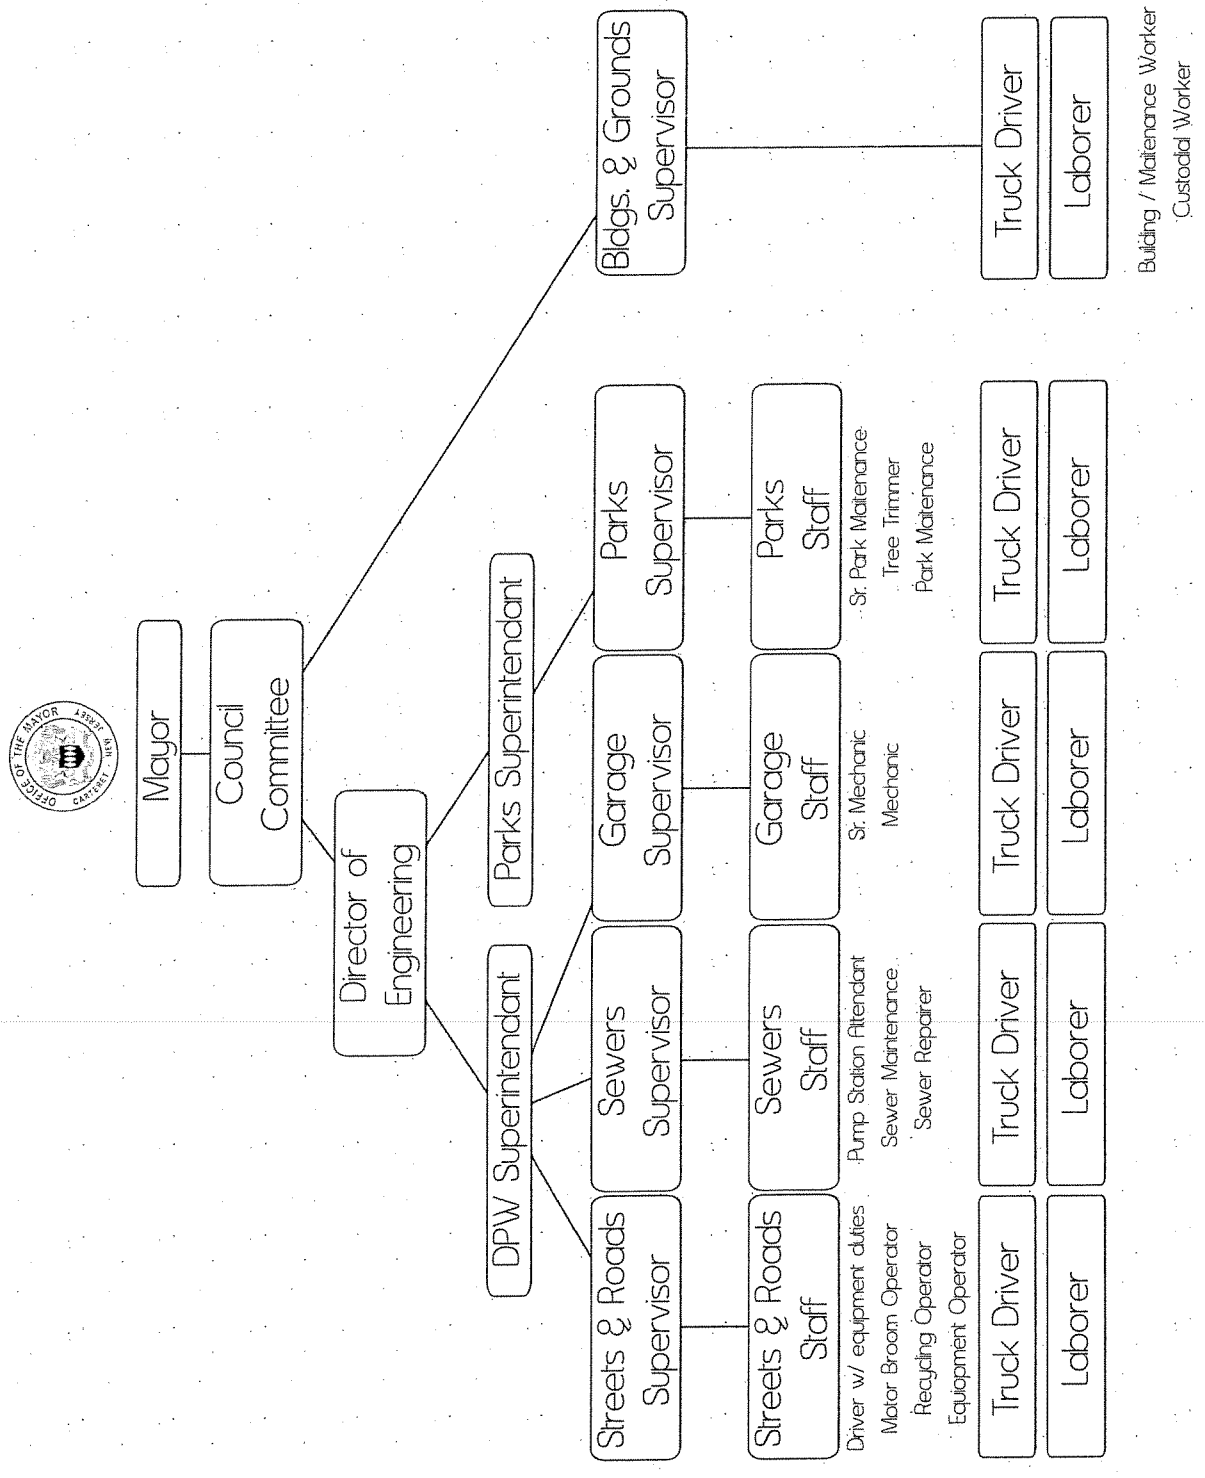 OFFICE OF THE MAYOR
CARTERET NEW JERSEY
Mayor
Council
Committee
Director of
Engineering
DPW Superintendant
Parks Superintendant
Streets & Roads
Supervisor
Sewers
Supervisor
Garage
Supervisor
Parks
Supervisor
Bldgs. & Grounds
Supervisor
Streets & Roads
Staff
Sewers
Staff
Garage
Staff
Parks
Staff
Driver w/ equipment duties
Motor Broom Operator
Recycling Operator
Equiopment Operator
Pump Station Attendant
Sewer Maintenance
Sewer Repairer
Sr. Mechanic
Mechanic
Sr. Park Maitenance
Tree Trimmer
Park Maitenance
Truck Driver
Truck Driver
Truck Driver
Truck Driver
Truck Driver
Laborer
Laborer
Laborer
Laborer
Laborer
Building / Maitenance Worker
Custodial Worker